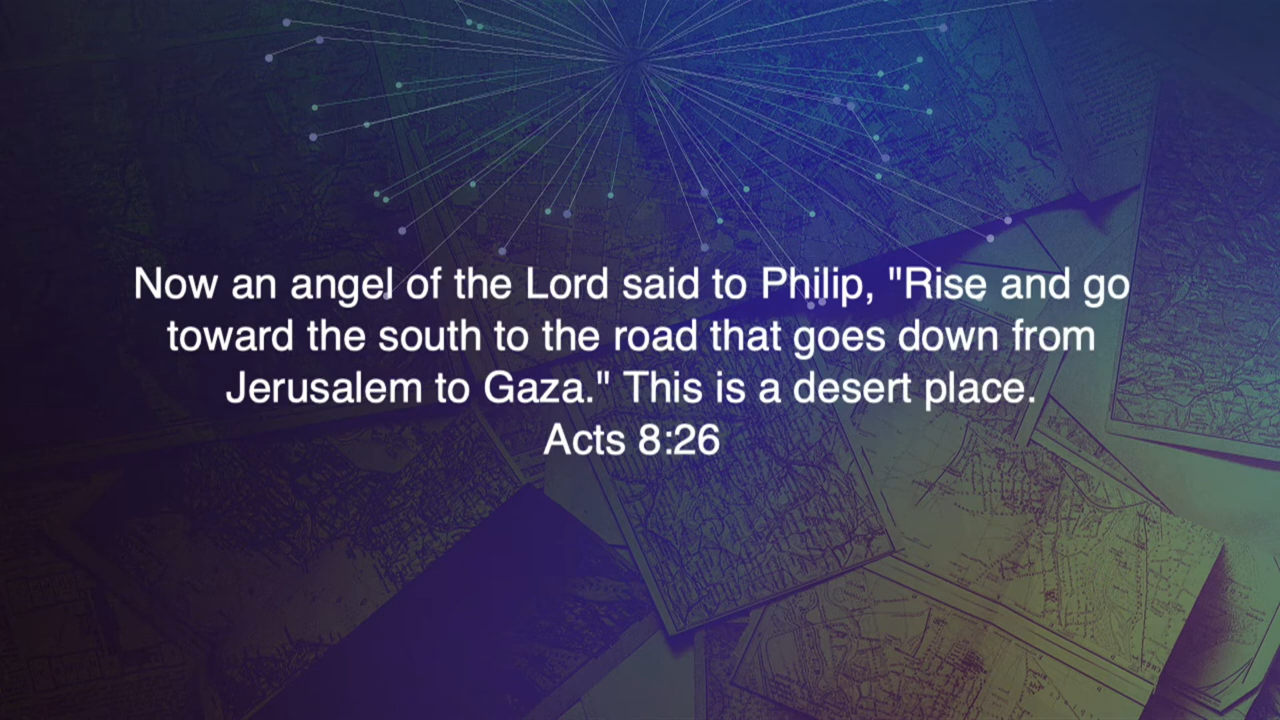 Now an angel of the Lord said to Philip, "Rise and go
toward the south to the road that goes down from
Jerusalem to Gaza." This is a desert place.
Acts 8:26